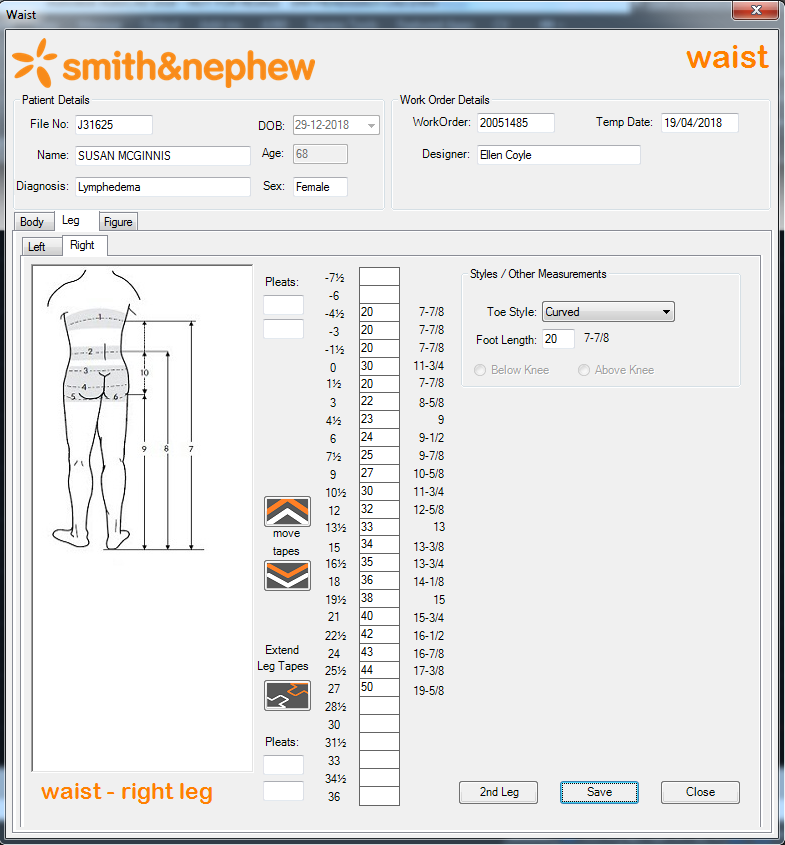 Waist
smith&nephew
waist
Patient Details
File No: J31625
DOB: 29-12-2018
Name: SUSAN MCGINNIS
Age: 68
Diagnosis: Lymphedema
Sex: Female
Work Order Details
WorkOrder: 20051485
Temp Date: 19/04/2018
Designer: Ellen Coyle
Body Leg Figure
Left Right
1
2
3
10
4
5 6
9 8 7
waist - right leg
Pleats:
move
tapes
Extend
Leg Tapes
Pleats:
-7½
-6
-4½ 20 7-7/8
-3 20 7-7/8
-1½ 20 7-7/8
0 30 11-3/4
1½ 20 7-7/8
3 22 8-5/8
4½ 23 9
6 24 9-1/2
7½ 25 9-7/8
9 27 10-5/8
10½ 30 11-3/4
12 32 12-5/8
13½ 33 13
15 34 13-3/8
16½ 35 13-3/4
18 36 14-1/8
19½ 38 15
21 40 15-3/4
22½ 42 16-1/2
24 43 16-7/8
25½ 44 17-3/8
27 50 19-5/8
28½
30
31½
33
34½
36
Styles / Other Measurements
Toe Style: Curved
Foot Length: 20 7-7/8
Below Knee Above Knee
2nd Leg Save Close